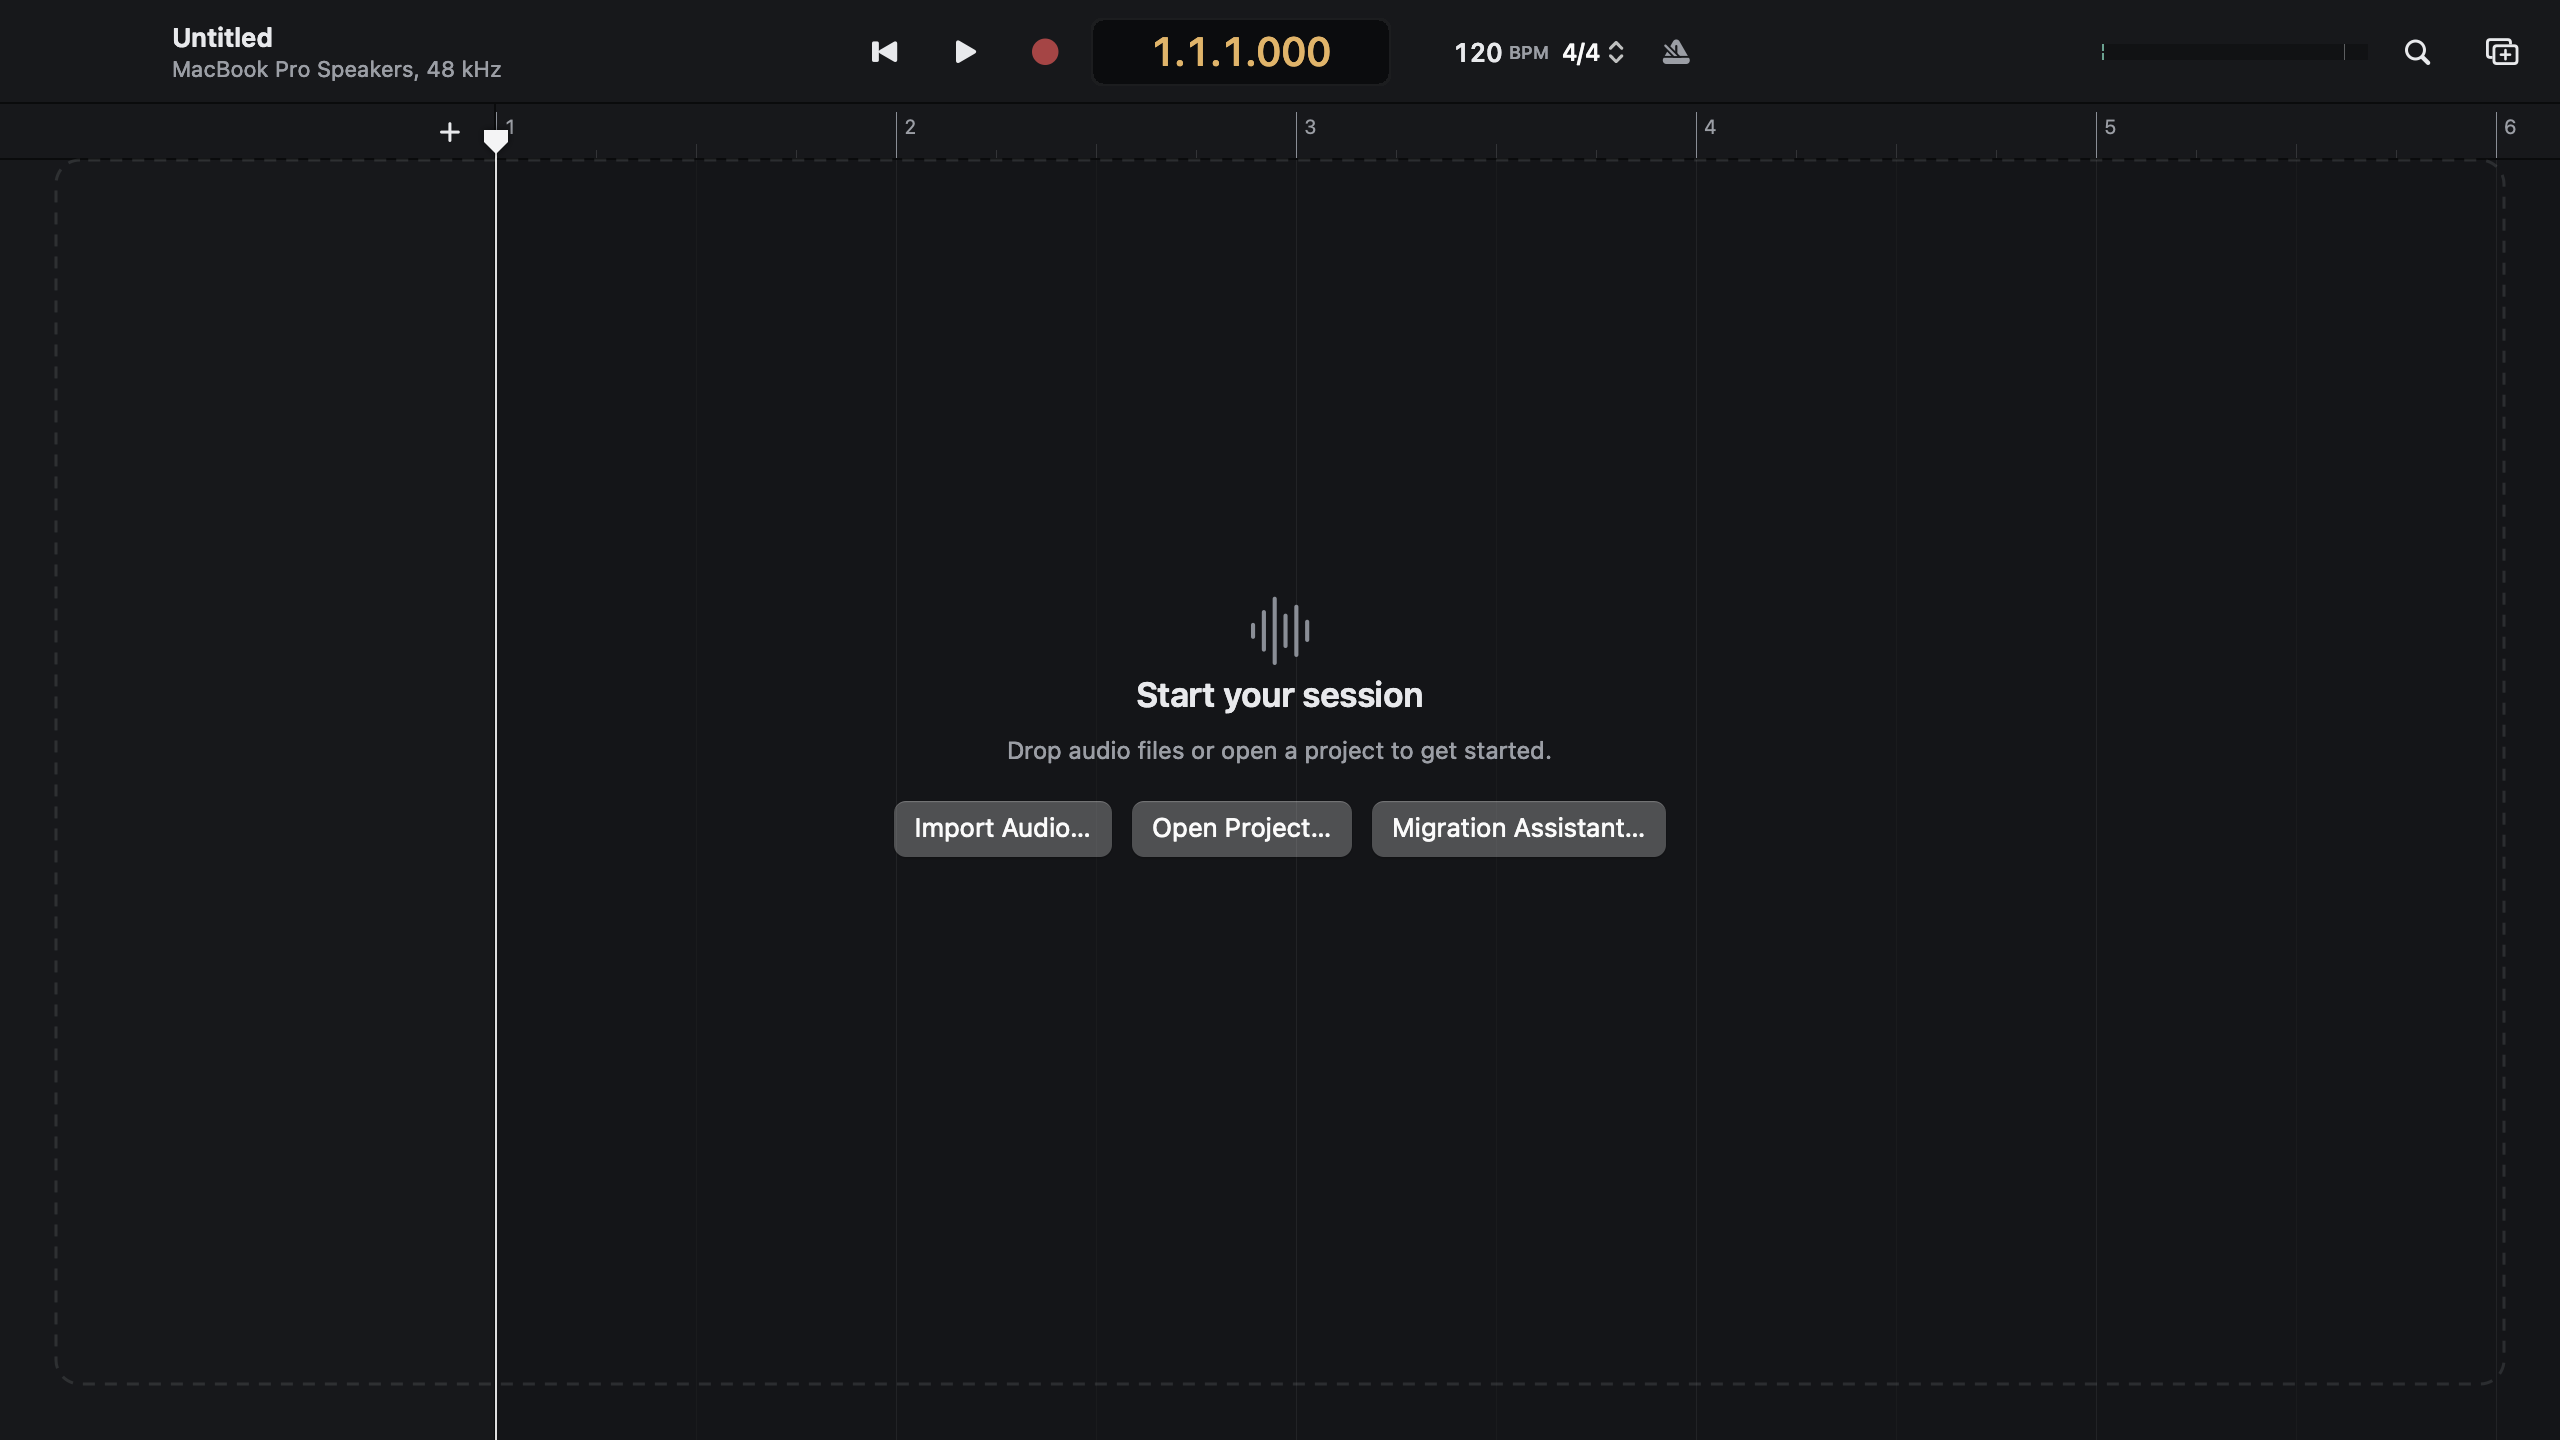 Untitled
MacBook Pro Speakers, 48 kHz
1.1.1.000
120 BPM 4/4
1 2 3 4 5 6
Start your session
Drop audio files or open a project to get started.
Import Audio... Open Project... Migration Assistant...